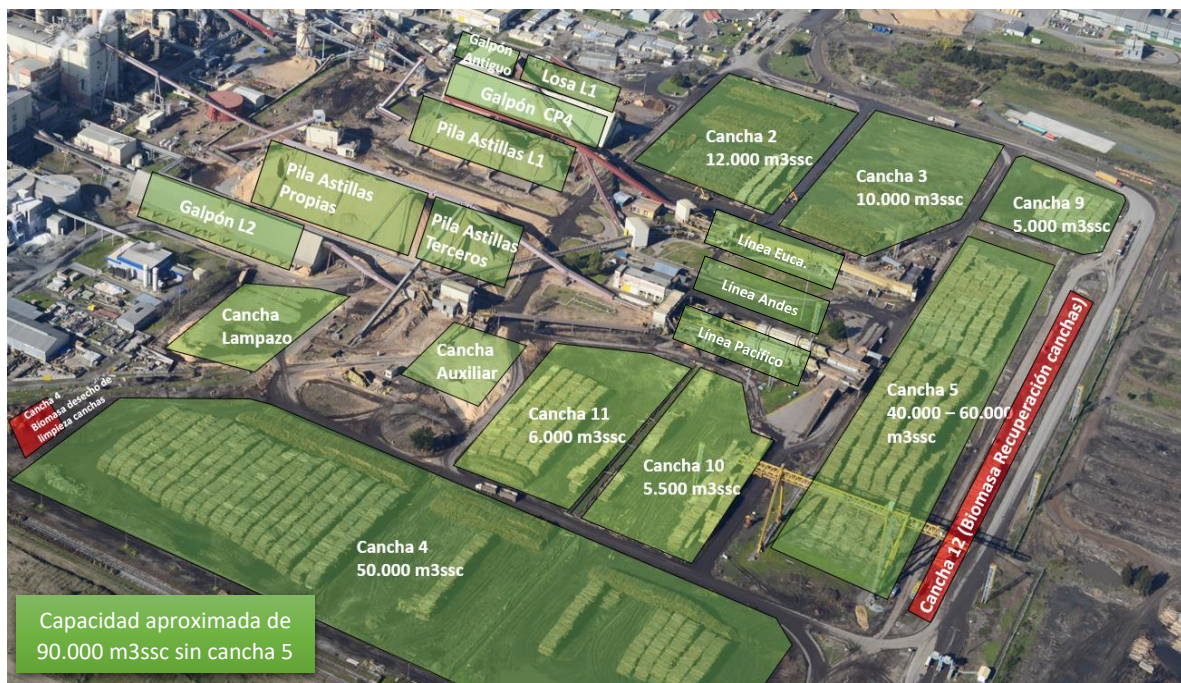 Galpón
Antiguo
Losa L1
Galpón CP4
Pila Astillas L1
Cancha 2
12.000 m3ssc
Cancha 3
10.000 m3ssc
Cancha 9
5.000 m3ssc
Pila Astillas
Propias
Pila Astillas
Terceros
Galpón L2
Línea Euca.
Línea Andes
Línea Pacífico
Cancha
Lampazo
Cancha
Auxiliar
Cancha 11
6.000 m3ssc
Cancha 10
5.500 m3ssc
Cancha 5
40.000 – 60.000
m3ssc
Cancha 12 (Biomasa Recuperación canchas)
Cancha 4
Biomasa desecho de
limpieza canchas
Cancha 4
50.000 m3ssc
Capacidad aproximada de
90.000 m3ssc sin cancha 5